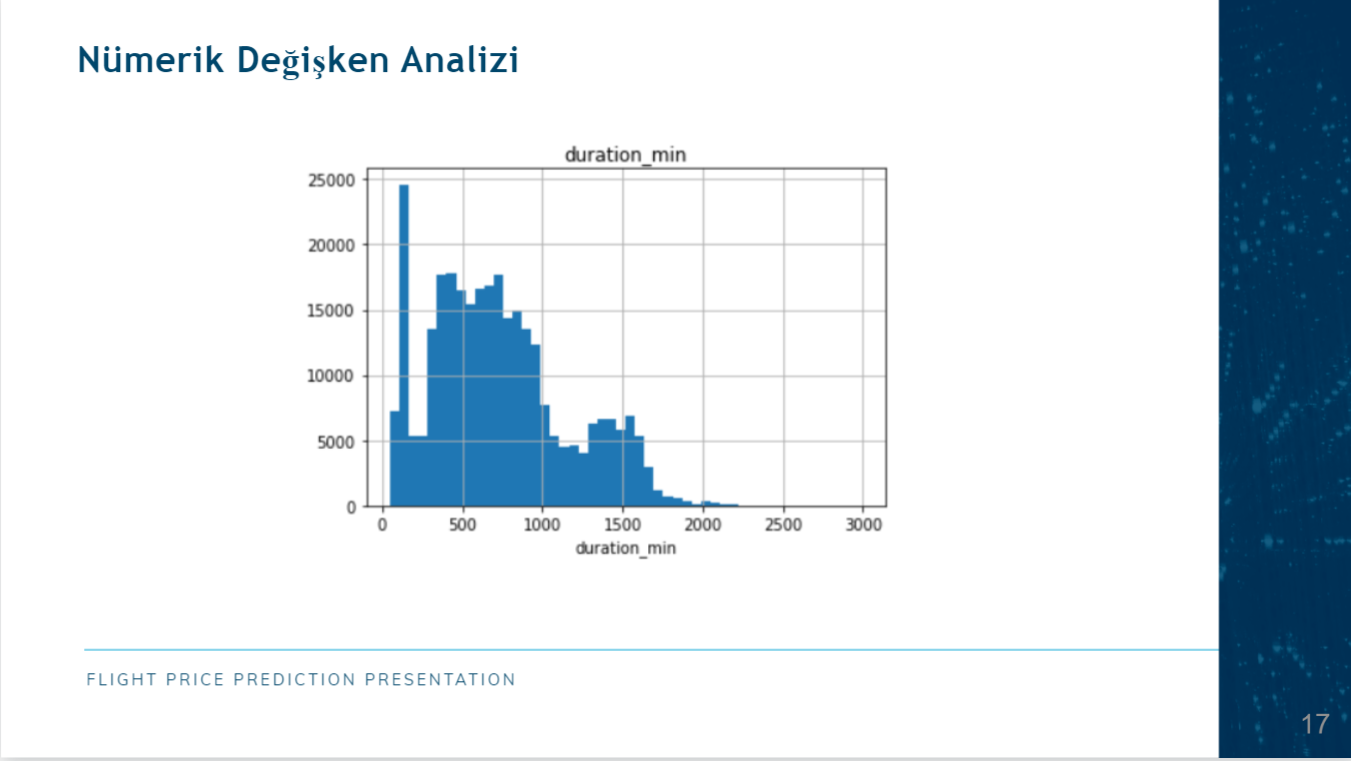 Nümerik Değişken Analizi
duration_min
25000
20000
15000
10000
5000
0
0 500 1000 1500 2000 2500 3000
duration_min
FLIGHT PRICE PREDICTION PRESENTATION
17